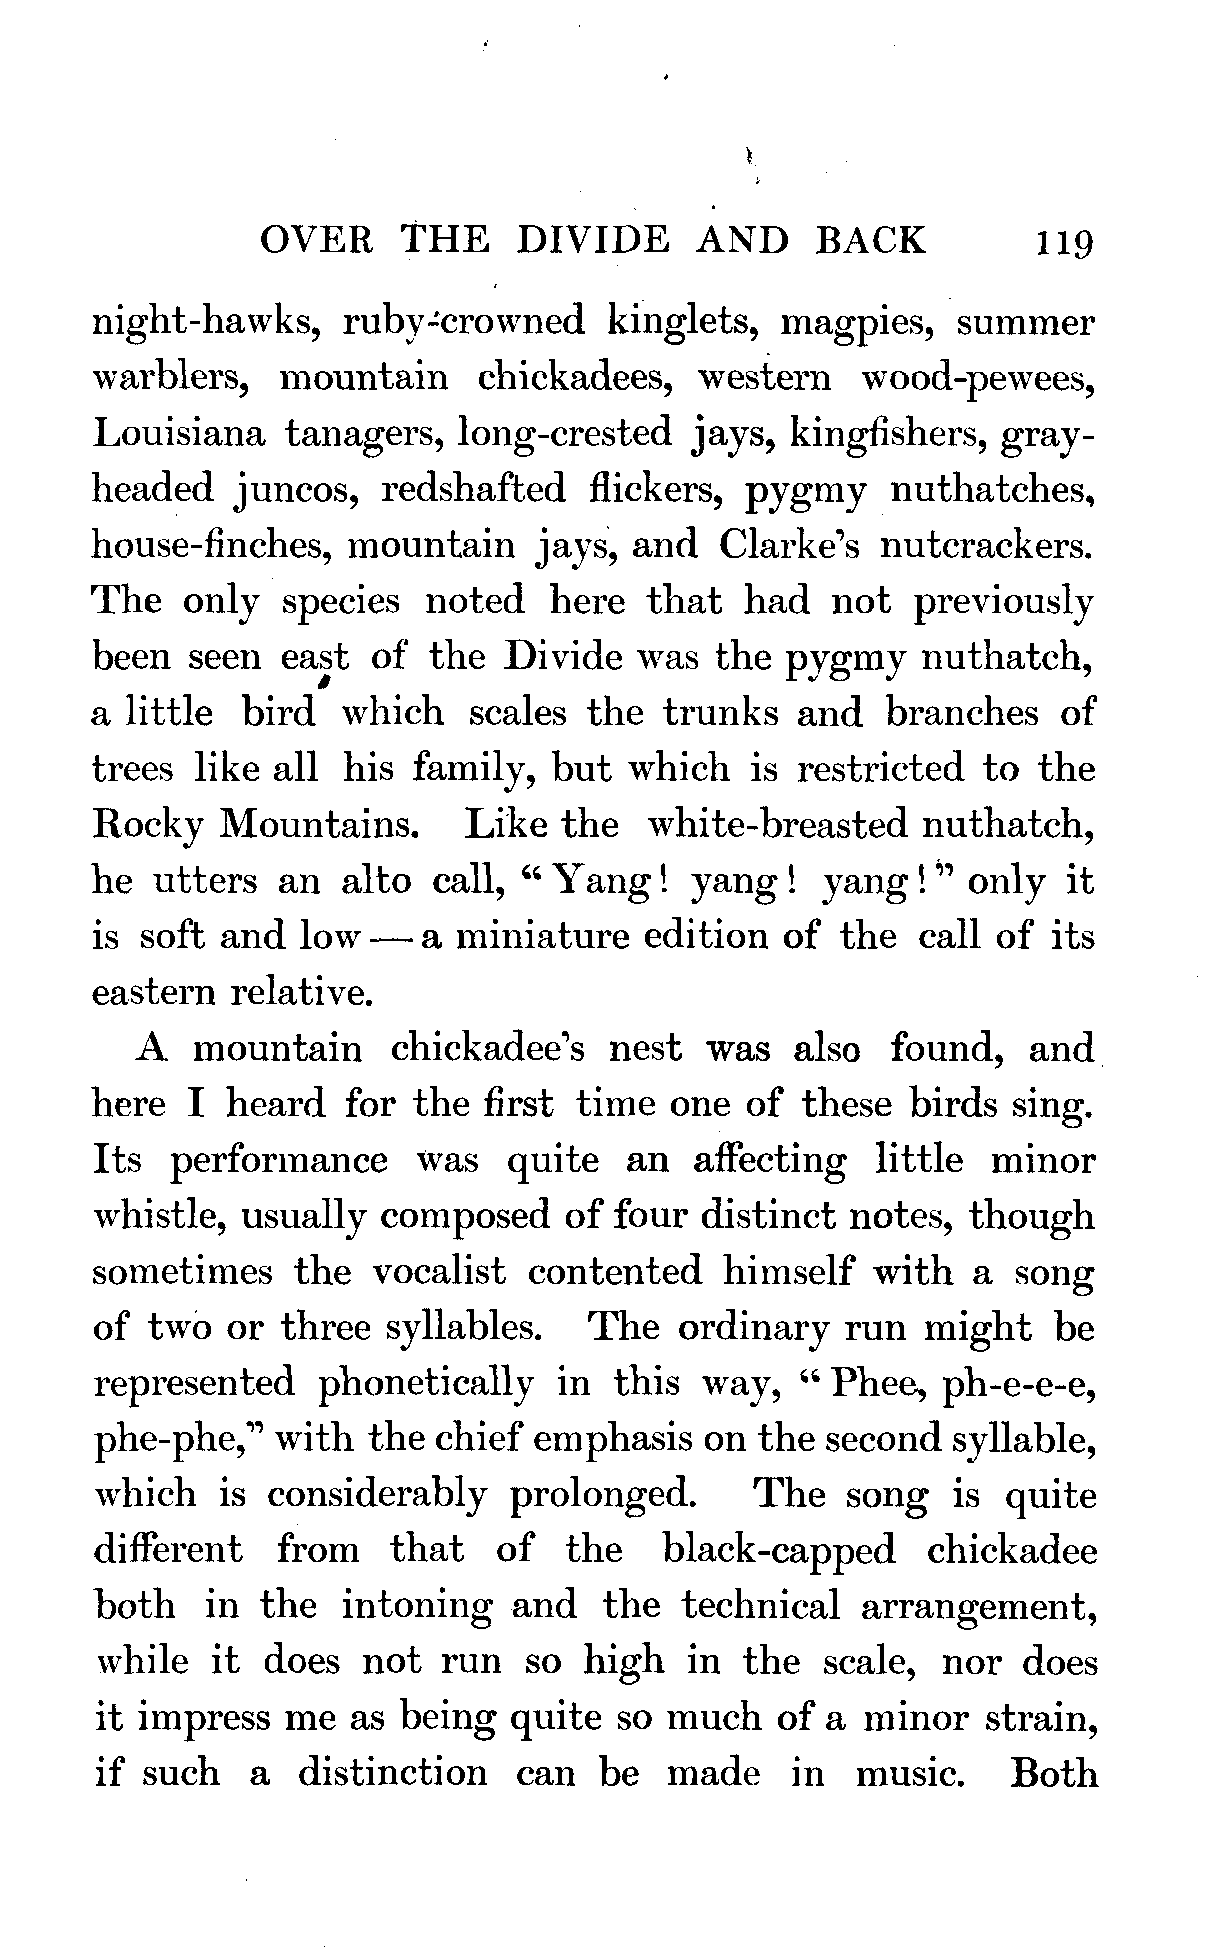 OVER THE DIVIDE AND BACK 119
night-hawks, ruby-crowned kinglets, magpies, summer
warblers, mountain chickadees, western wood-pewees,
Louisiana tanagers, long-crested jays, kingfishers, gray-
headed juncos, redshafted flickers, pygmy nuthatches,
house-finches, mountain jays, and Clarke's nutcrackers.
The only species noted here that had not previously
been seen east of the Divide was the pygmy nuthatch,
a little bird which scales the trunks and branches of
trees like all his family, but which is restricted to the
Rocky Mountains. Like the white-breasted nuthatch,
he utters an alto call, "Yang! yang! yang!" only it
is soft and low — a miniature edition of the call of its
eastern relative.
A mountain chickadee's nest was also found, and
here I heard for the first time one of these birds sing.
Its performance was quite an affecting little minor
whistle, usually composed of four distinct notes, though
sometimes the vocalist contented himself with a song
of two or three syllables. The ordinary run might be
represented phonetically in this way, "Phee, ph-e-e-e,
phe-phe," with the chief emphasis on the second syllable,
which is considerably prolonged. The song is quite
different from that of the black-capped chickadee
both in the intoning and the technical arrangement,
while it does not run so high in the scale, nor does
it impress me as being quite so much of a minor strain,
if such a distinction can be made in music. Both